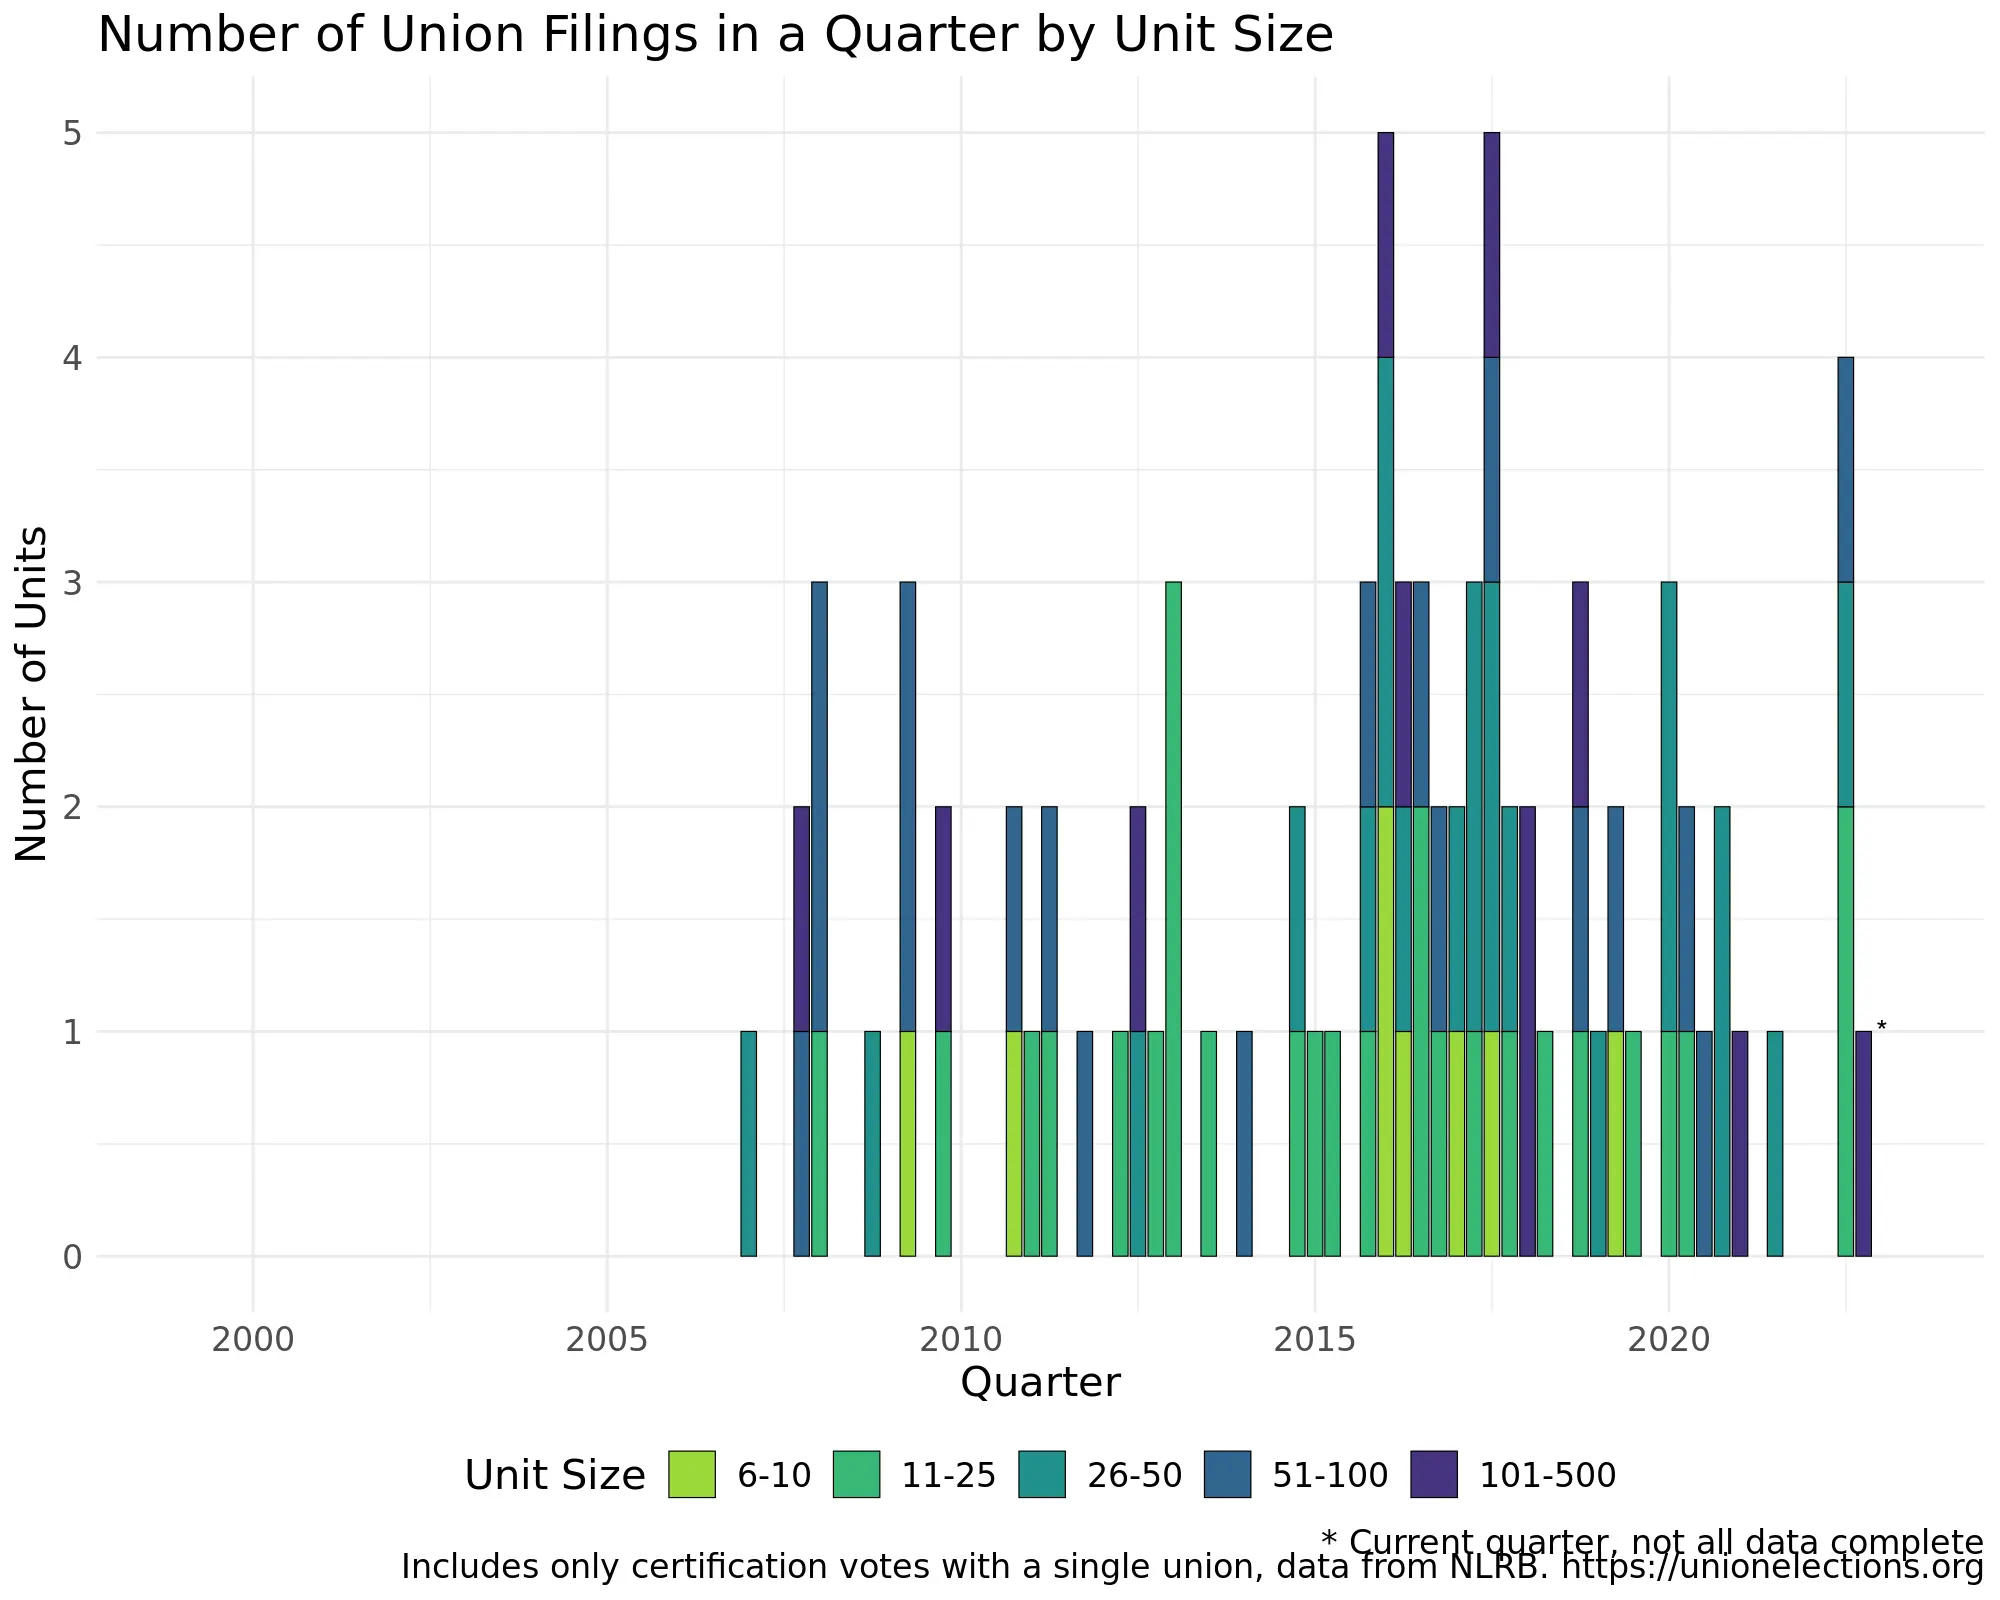 Number of Union Filings in a Quarter by Unit Size
Number of Units
5
4
3
2
1
0
*
2000 2005 2010 2015 2020
Quarter
Unit Size 6-10 11-25 26-50 51-100 101-500
* Current quarter, not all data complete
Includes only certification votes with a single union, data from NLRB. https://unionelections.org